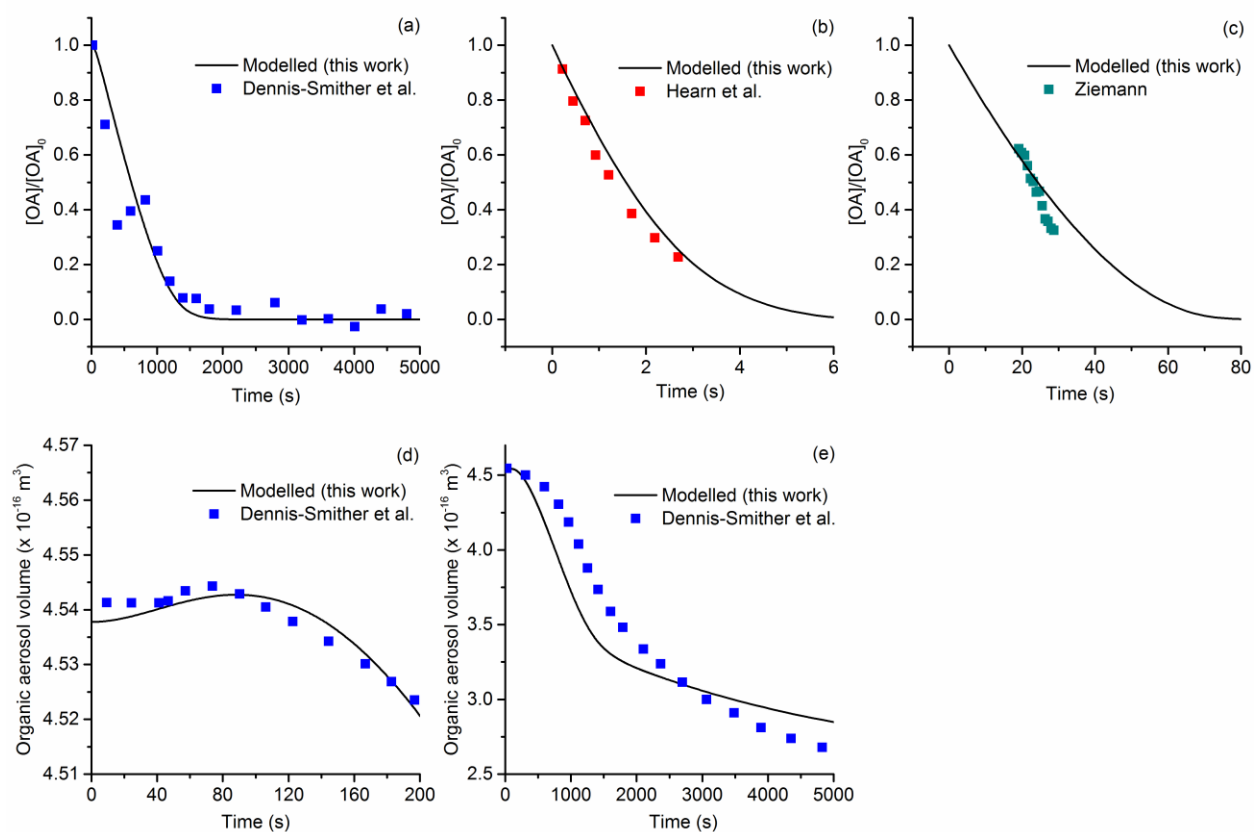 (a)
Modelled (this work)
Dennis-Smither et al.
[OA]/[OA]0
1.0
0.8
0.6
0.4
0.2
0.0
0 1000 2000 3000 4000 5000
Time (s)
(b)
Modelled (this work)
Hearn et al.
[OA]/[OA]0
1.0
0.8
0.6
0.4
0.2
0.0
0 2 4 6
Time (s)
(c)
Modelled (this work)
Ziemann
[OA]/[OA]0
1.0
0.8
0.6
0.4
0.2
0.0
0 20 40 60 80
Time (s)
(d)
Modelled (this work)
Dennis-Smither et al.
Organic aerosol volume (x 10⁻¹⁶ m³)
4.57
4.56
4.55
4.54
4.53
4.52
4.51
0 40 80 120 160 200
Time (s)
(e)
Modelled (this work)
Dennis-Smither et al.
Organic aerosol volume (x 10⁻¹⁶ m³)
4.5
4.0
3.5
3.0
2.5
0 1000 2000 3000 4000 5000
Time (s)